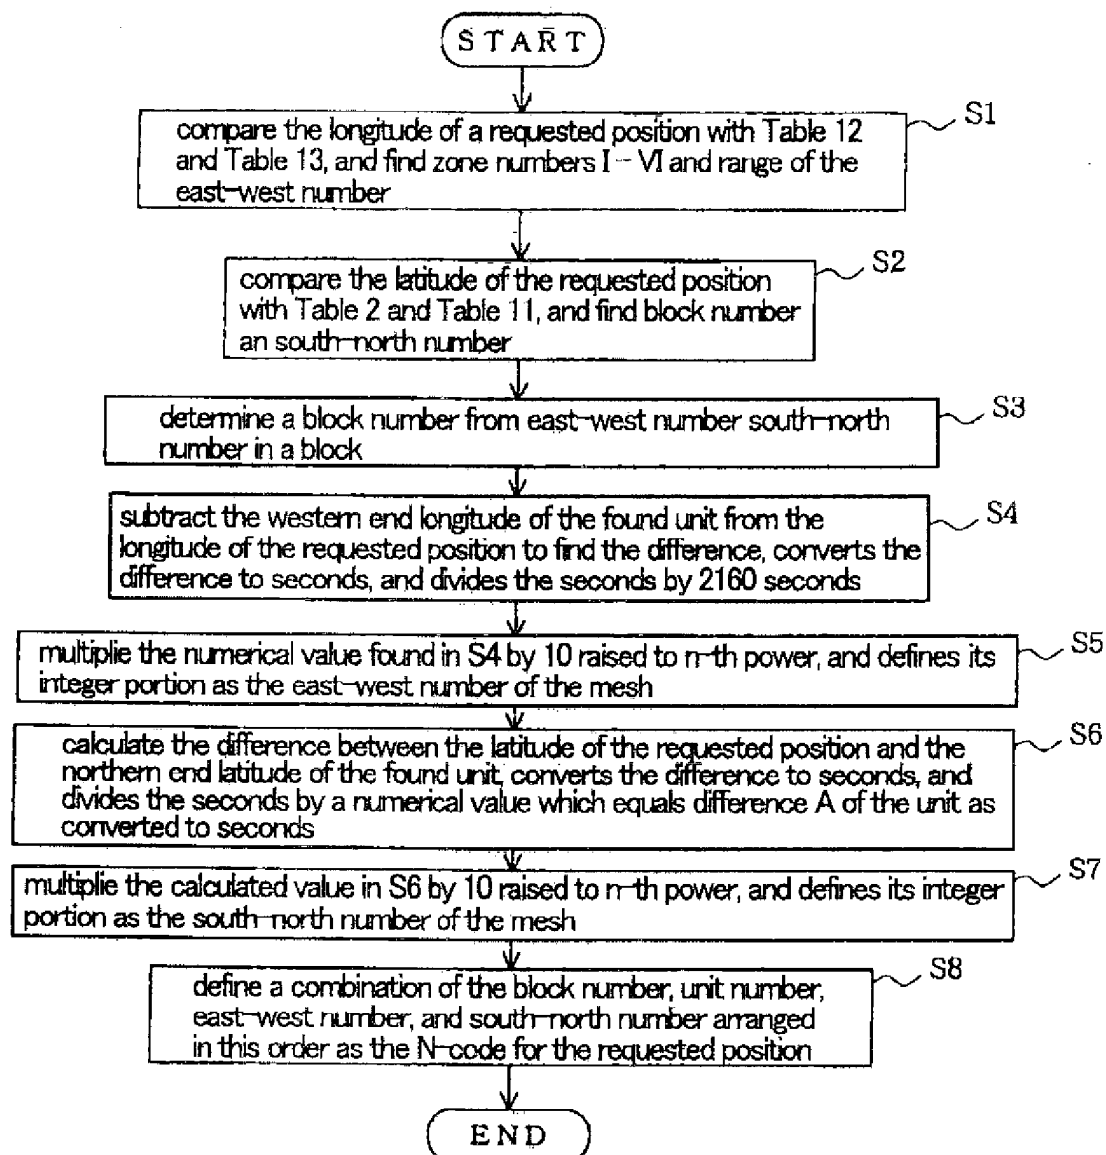 START
S1
compare the longitude of a requested position with Table 12
and Table 13, and find zone numbers I-VI and range of the
east-west number
S2
compare the latitude of the requested position
with Table 2 and Table 11, and find block number
an south-north number
S3
determine a block number from east-west number south-north
number in a block
S4
subtract the western end longitude of the found unit from the
longitude of the requested position to find the difference, converts the
difference to seconds, and divides the seconds by 2160 seconds
S5
multiplie the numerical value found in S4 by 10 raised to n-th power, and defines its
integer portion as the east-west number of the mesh
S6
calculate the difference between the latitude of the requested position and the
northern end latitude of the found unit, converts the difference to seconds, and
divides the seconds by a numerical value which equals difference A of the unit as
converted to seconds
S7
multiplie the calculated value in S6 by 10 raised to n-th power, and defines its integer
portion as the south-north number of the mesh
S8
define a combination of the block number, unit number,
east-west number, and south-north number arranged
in this order as the N-code for the requested position
END